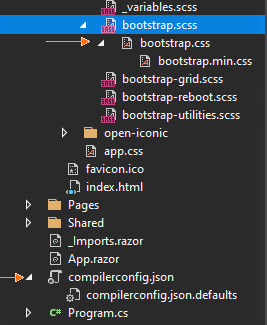 _variables.scss
bootstrap.scss
bootstrap.css
bootstrap.min.css
bootstrap-grid.scss
bootstrap-reboot.scss
bootstrap-utilities.scss
open-iconic
app.css
favicon.ico
index.html
Pages
Shared
_Imports.razor
App.razor
compilerconfig.json
compilerconfig.json.defaults
C# Program.cs